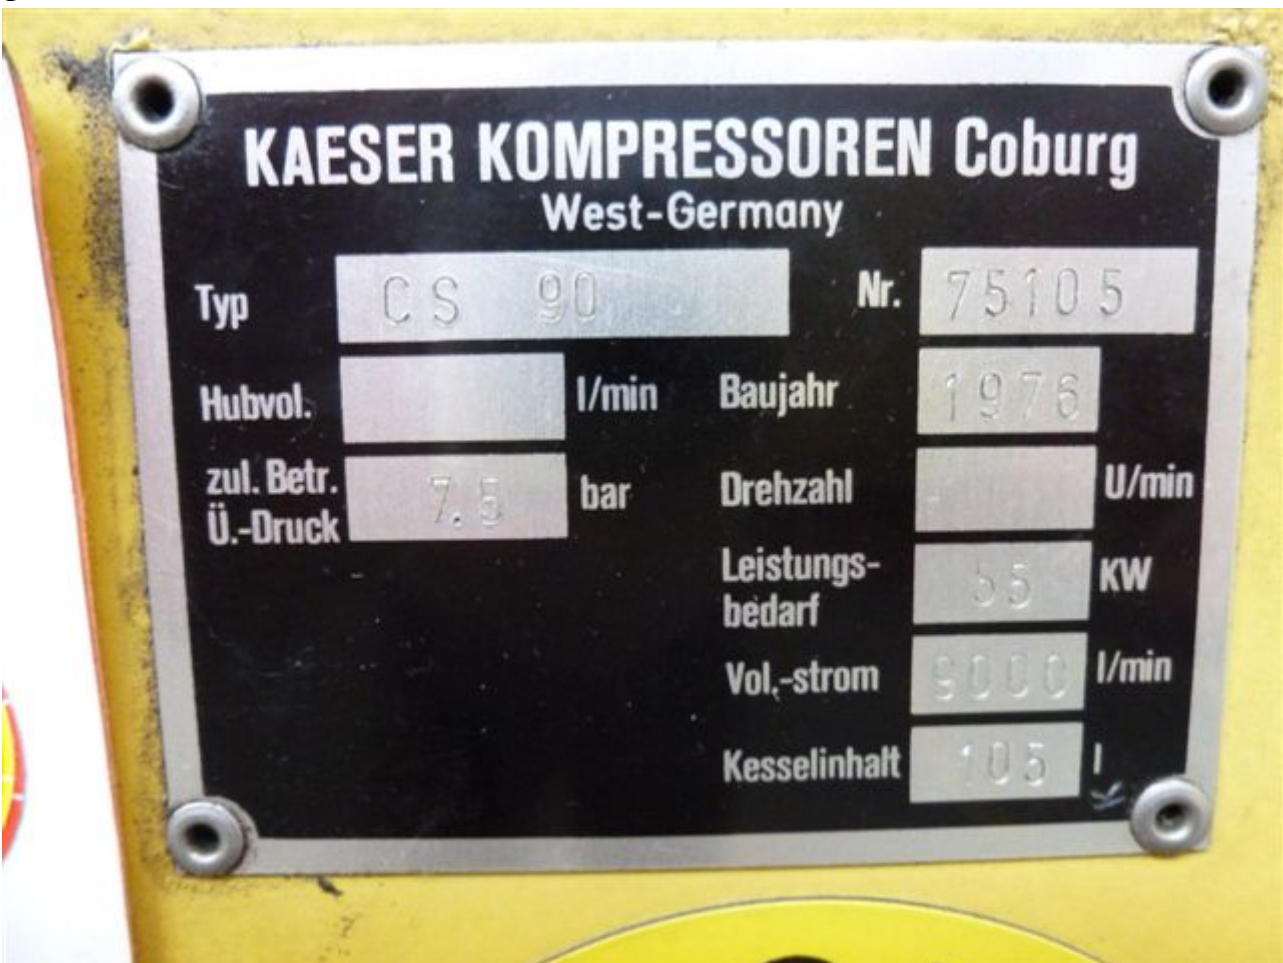 KAESER KOMPRESSOREN Coburg
West-Germany
Typ CS 90 Nr. 75105
Hubvol. l/min Baujahr 1976
zul. Betr. Ü.-Druck 7.5 bar Drehzahl U/min
Leistungs-
bedarf 55 KW
Vol.-strom 9000 l/min
Kesselinhalt 105 l